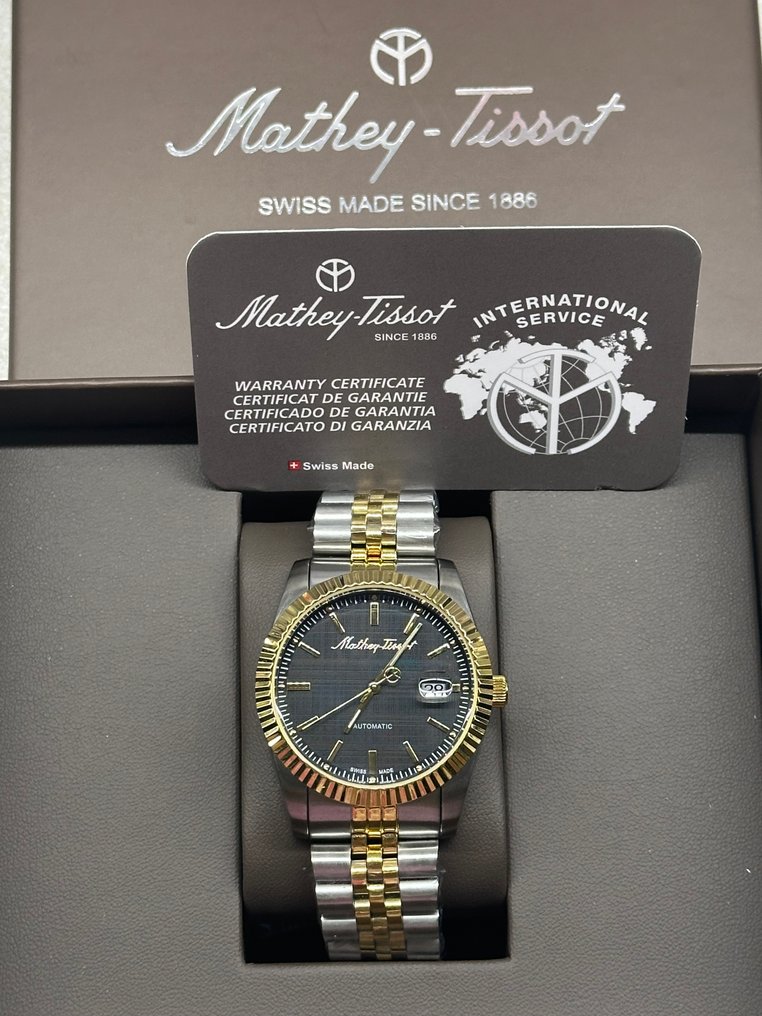 Mathey-Tissot
SWISS MADE SINCE 1886
Mathey-Tissot
SINCE 1886
INTERNATIONAL
SERVICE
WARRANTY CERTIFICATE
CERTIFICAT DE GARANTIE
CERTIFICADO DE GARANTIA
CERTIFICATO DI GARANZIA
Swiss Made
Mathey-Tissot
AUTOMATIC
SWISS MADE